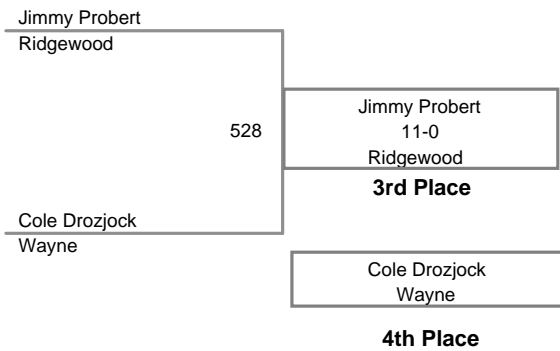 Jimmy Probert
Ridgewood
528
Jimmy Probert
11-0
Ridgewood
3rd Place
Cole Drozjock
Wayne
Cole Drozjock
Wayne
4th Place